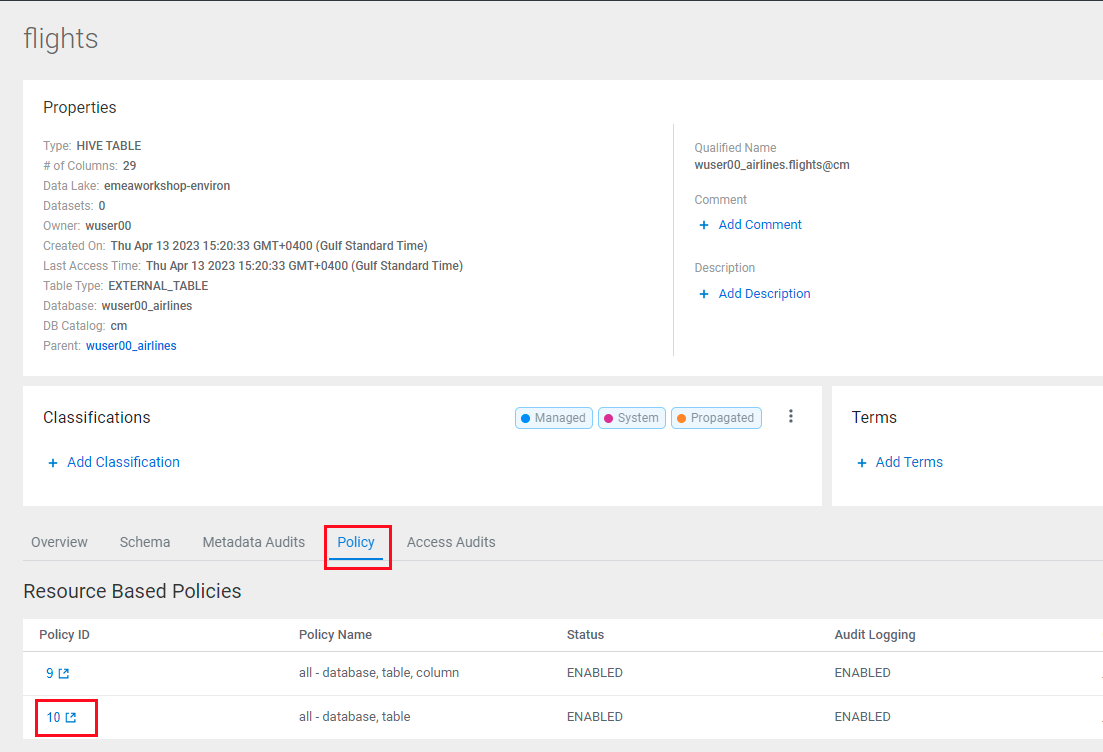 flights
Properties
Type: HIVE TABLE
# of Columns: 29
Data Lake: emeaworkshop-environ
Datasets: 0
Owner: wuser00
Created On: Thu Apr 13 2023 15:20:33 GMT+0400 (Gulf Standard Time)
Last Access Time: Thu Apr 13 2023 15:20:33 GMT+0400 (Gulf Standard Time)
Table Type: EXTERNAL_TABLE
Database: wuser00_airlines
DB Catalog: cm
Parent: wuser00_airlines
Qualified Name
wuser00_airlines.flights@cm
Comment
+ Add Comment
Description
+ Add Description
Classifications
Managed System Propagated
+ Add Classification
Terms
+ Add Terms
Overview Schema Metadata Audits Policy Access Audits
Resource Based Policies
Policy ID Policy Name Status Audit Logging
9 all - database, table, column ENABLED ENABLED
10 all - database, table ENABLED ENABLED